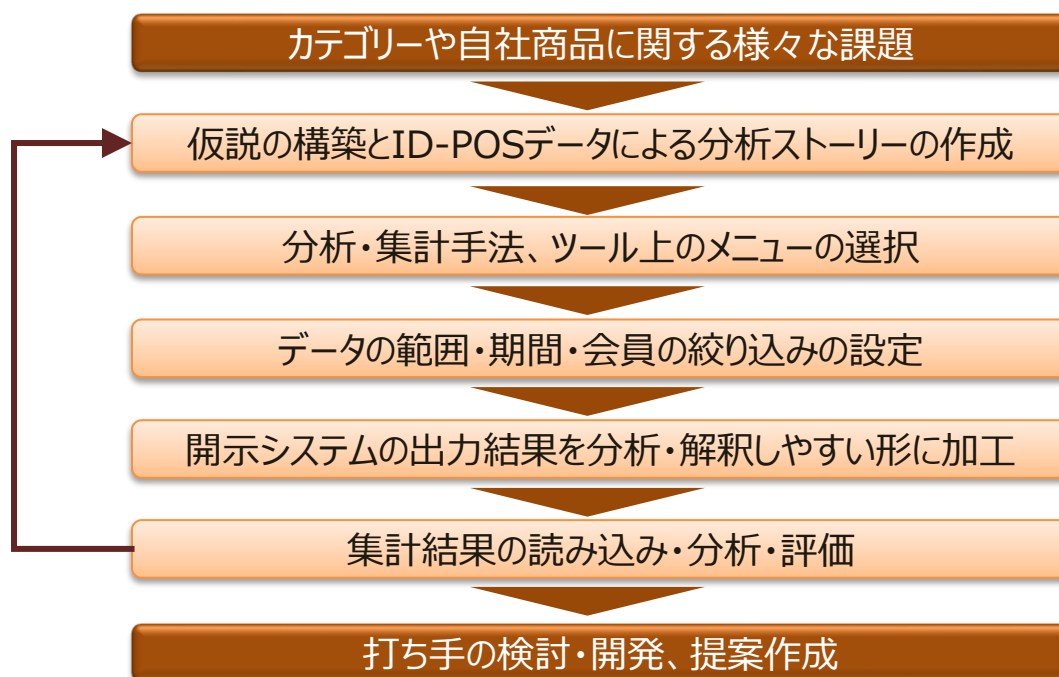 カテゴリーや自社商品に関する様々な課題
仮説の構築とID-POSデータによる分析ストーリーの作成
分析・集計手法、ツール上のメニューの選択
データの範囲・期間・会員の絞り込みの設定
開示システムの出力結果を分析・解釈しやすい形に加工
集計結果の読み込み・分析・評価
打ち手の検討・開発、提案作成